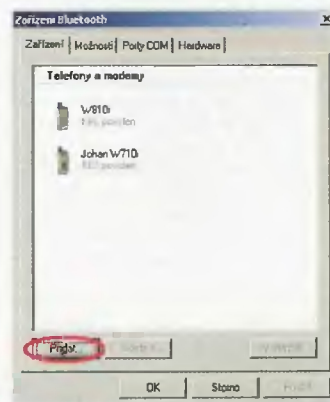 Zařízení Bluetooth
Zařízení Možnosti Porty COM Hardware
Telefony a modemy
W810i
Johan W710i
Přidat...
OK Storno